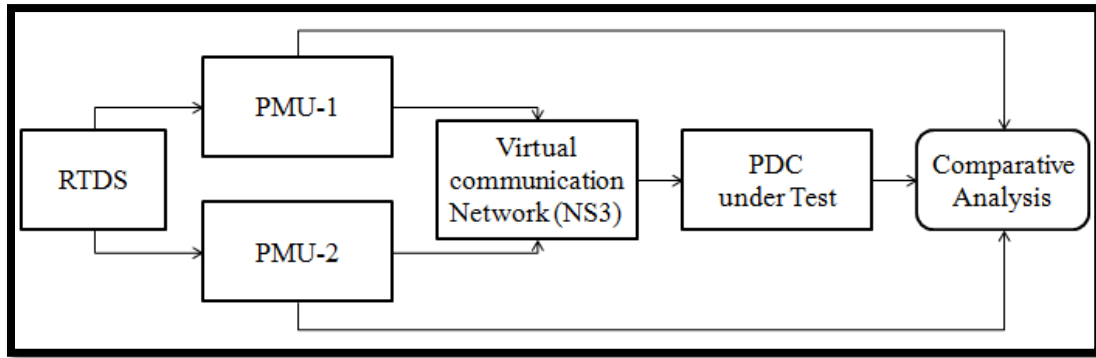 PMU-1
RTDS
PMU-2
Virtual
communication
Network (NS3)
PDC
under Test
Comparative
Analysis